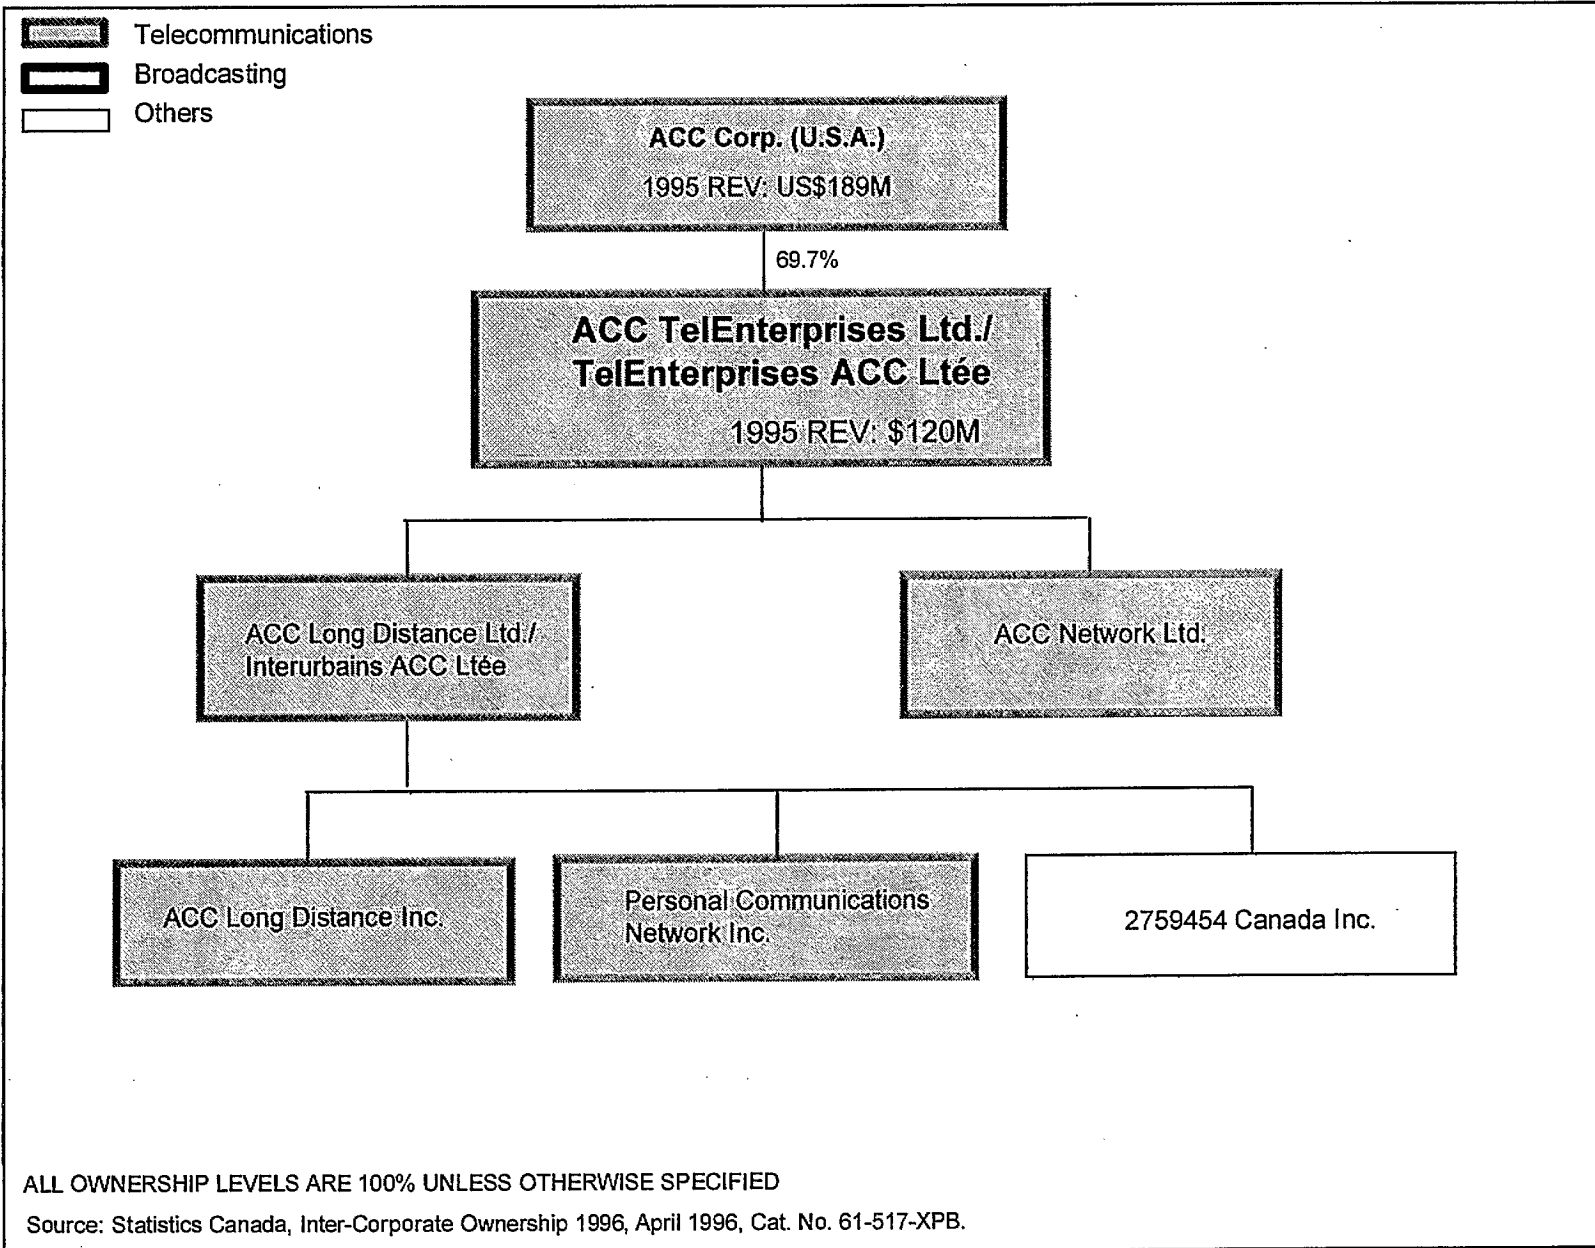 Telecommunications
Broadcasting
Others
ACC Corp. (U.S.A.)
1995 REV: US$189M
69.7%
ACC TelEnterprises Ltd./
TelEnterprises ACC Ltée
1995 REV: $120M
ACC Long Distance Ltd./
Interurbains ACC Ltée
ACC Network Ltd.
ACC Long Distance Inc.
Personal Communications
Network Inc.
2759454 Canada Inc.
ALL OWNERSHIP LEVELS ARE 100% UNLESS OTHERWISE SPECIFIED
Source: Statistics Canada, Inter-Corporate Ownership 1996, April 1996, Cat. No. 61-517-XPB.